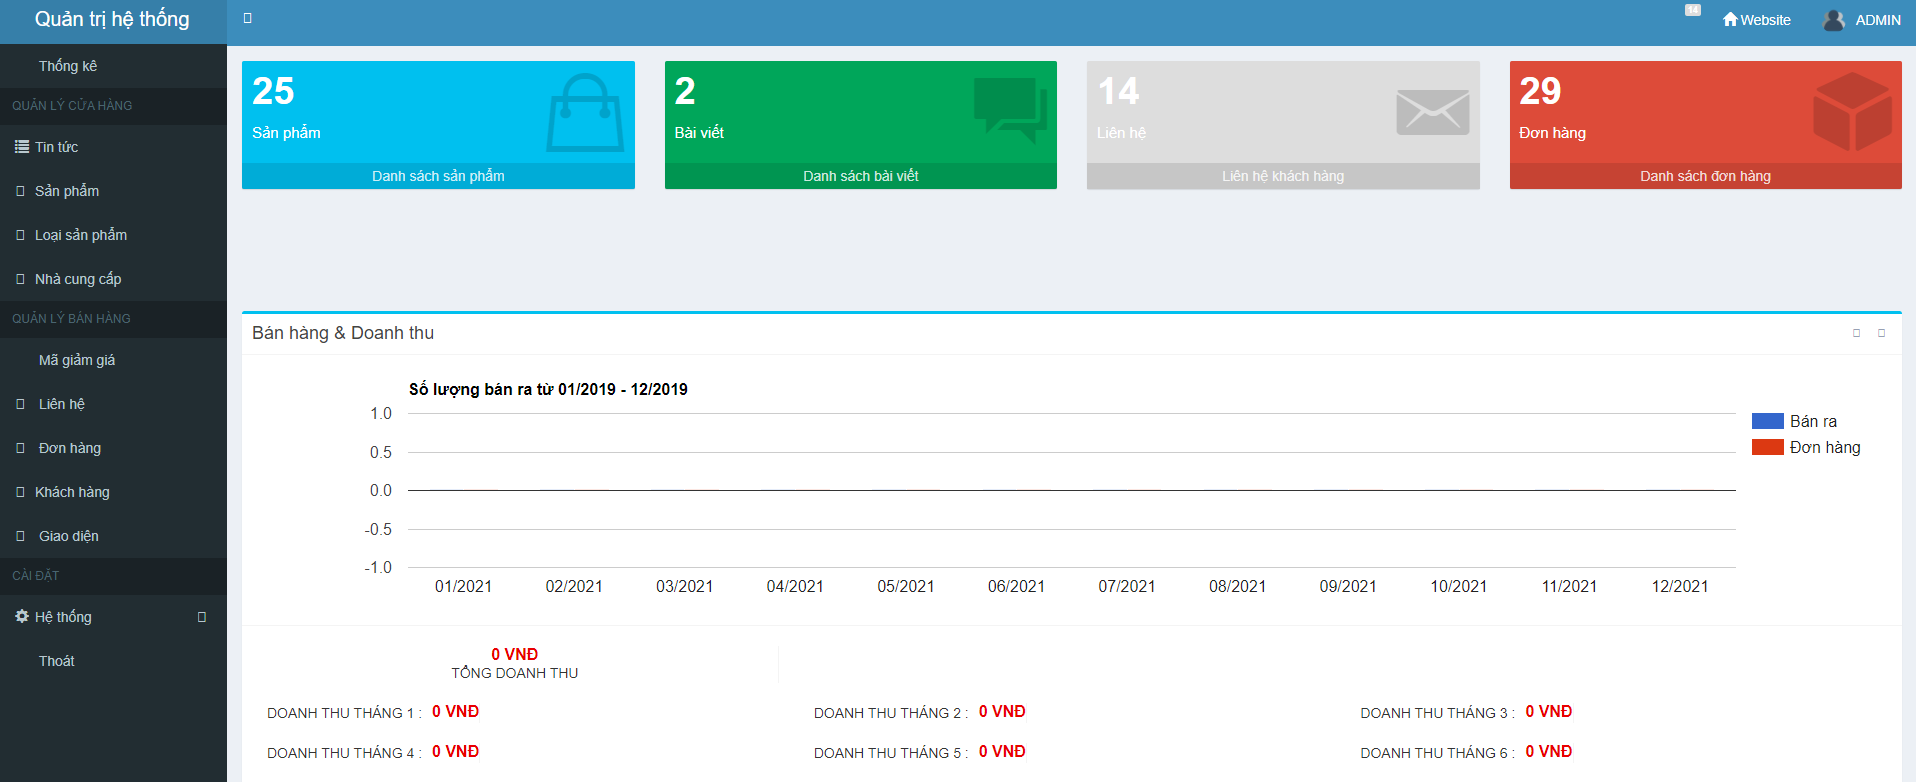 Quản trị hệ thống
14
Website
ADMIN
Thống kê
QUẢN LÝ CỬA HÀNG
Tin tức
Sản phẩm
Loại sản phẩm
Nhà cung cấp
QUẢN LÝ BÁN HÀNG
Mã giảm giá
Liên hệ
Đơn hàng
Khách hàng
Giao diện
CÀI ĐẶT
Hệ thống
Thoát
25
Sản phẩm
Danh sách sản phẩm
2
Bài viết
Danh sách bài viết
14
Liên hệ
Liên hệ khách hàng
29
Đơn hàng
Danh sách đơn hàng
Bán hàng & Doanh thu
Số lượng bán ra từ 01/2019 - 12/2019
1.0
0.5
0.0
-0.5
-1.0
01/2021 02/2021 03/2021 04/2021 05/2021 06/2021 07/2021 08/2021 09/2021 10/2021 11/2021 12/2021
Bán ra
Đơn hàng
0 VNĐ
TỔNG DOANH THU
DOANH THU THÁNG 1 : 0 VNĐ
DOANH THU THÁNG 2 : 0 VNĐ
DOANH THU THÁNG 3 : 0 VNĐ
DOANH THU THÁNG 4 : 0 VNĐ
DOANH THU THÁNG 5 : 0 VNĐ
DOANH THU THÁNG 6 : 0 VNĐ